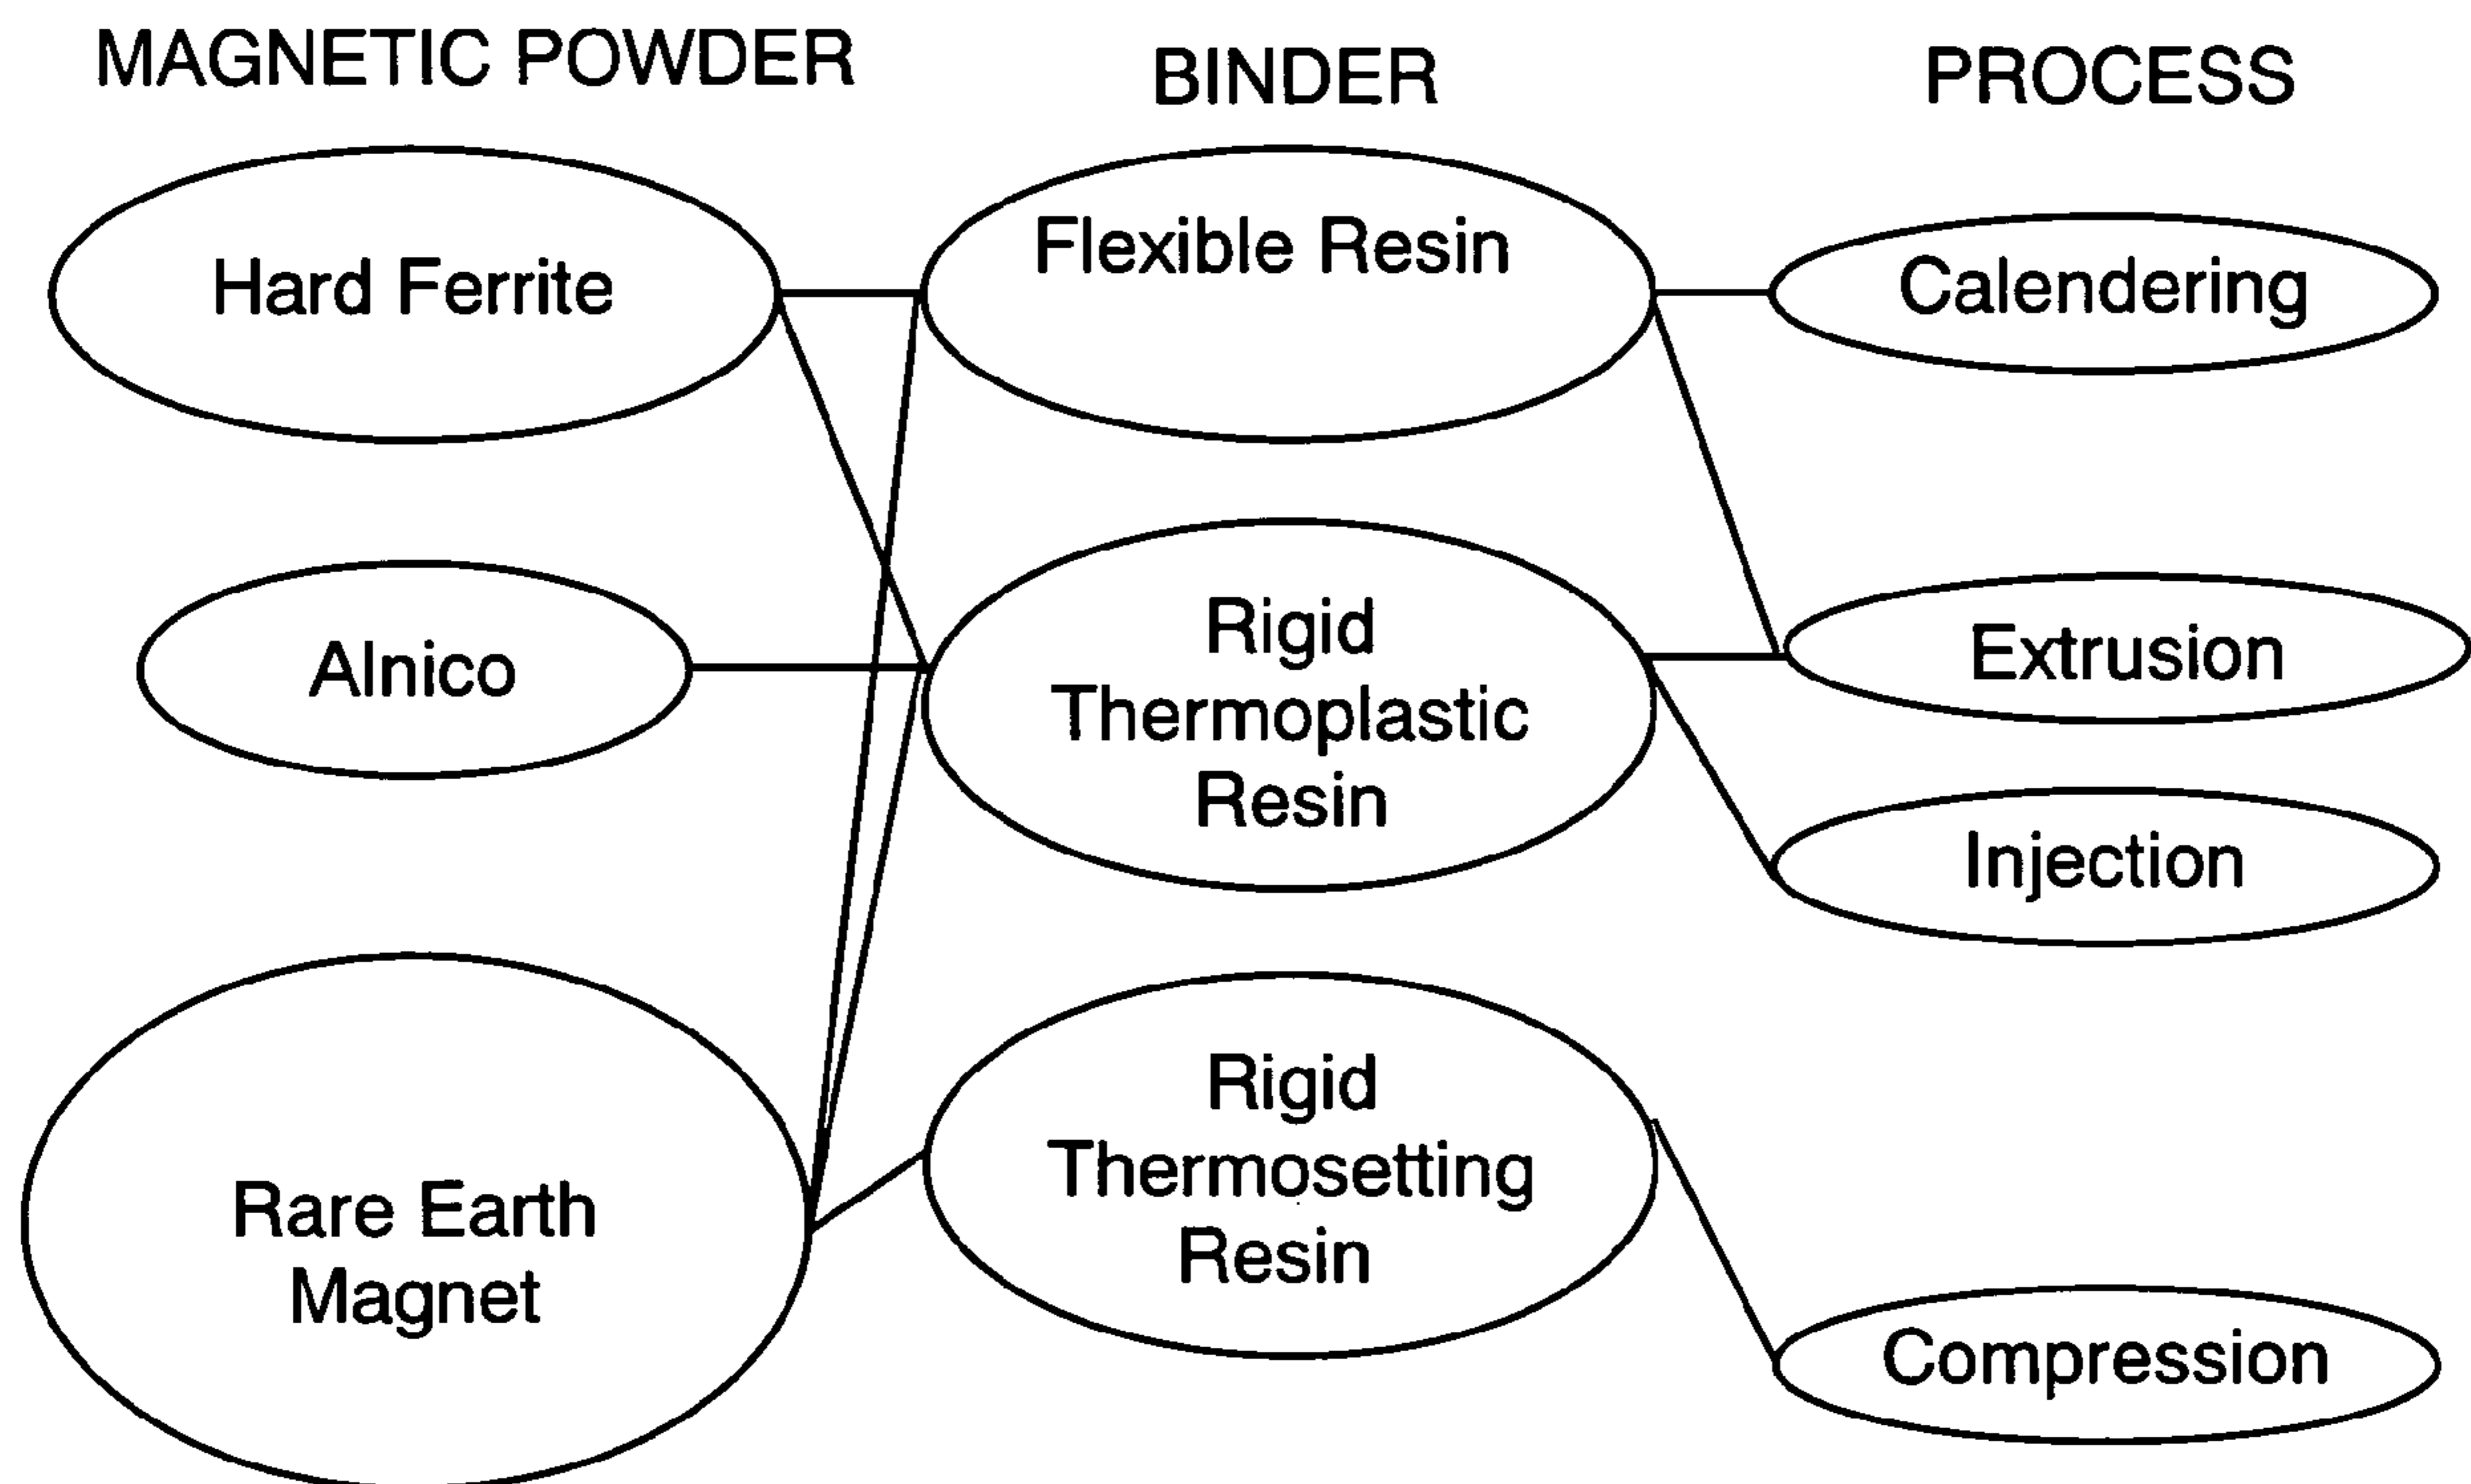 MAGNETIC POWDER
BINDER
PROCESS
Hard Ferrite
Flexible Resin
Calendering
Alnico
Rigid
Thermoplastic
Resin
Extrusion
Injection
Rare Earth
Magnet
Rigid
Thermosetting
Resin
Compression